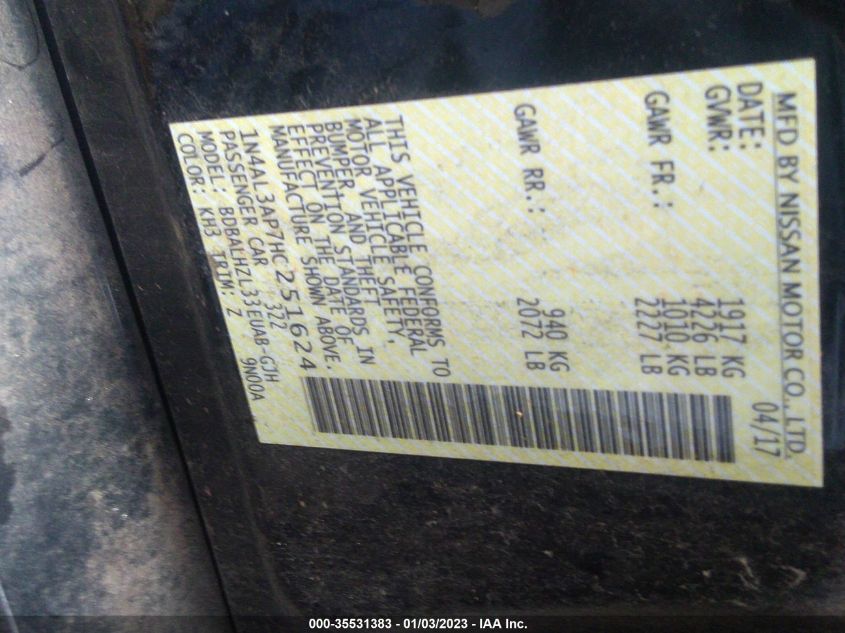 MFD BY NISSAN MOTOR CO., LTD.
DATE: 04/17
GVWR: 1917 KG
4226 LB
GAWR FR.: 1010 KG
2227 LB
GAWR RR.: 940 KG
2072 LB
THIS VEHICLE CONFORMS TO
ALL APPLICABLE FEDERAL
MOTOR VEHICLE SAFETY,
BUMPER, AND THEFT
PREVENTION STANDARDS IN
EFFECT ON THE DATE OF
MANUFACTURE SHOWN ABOVE.
1N4AL3AP7HC251624
PASSENGER CAR 322
MODEL: BDBALHZL33EUAB-GJH
COLOR: KH3 TRIM: Z 9N00A
000-35531383 - 01/03/2023 - IAA Inc.